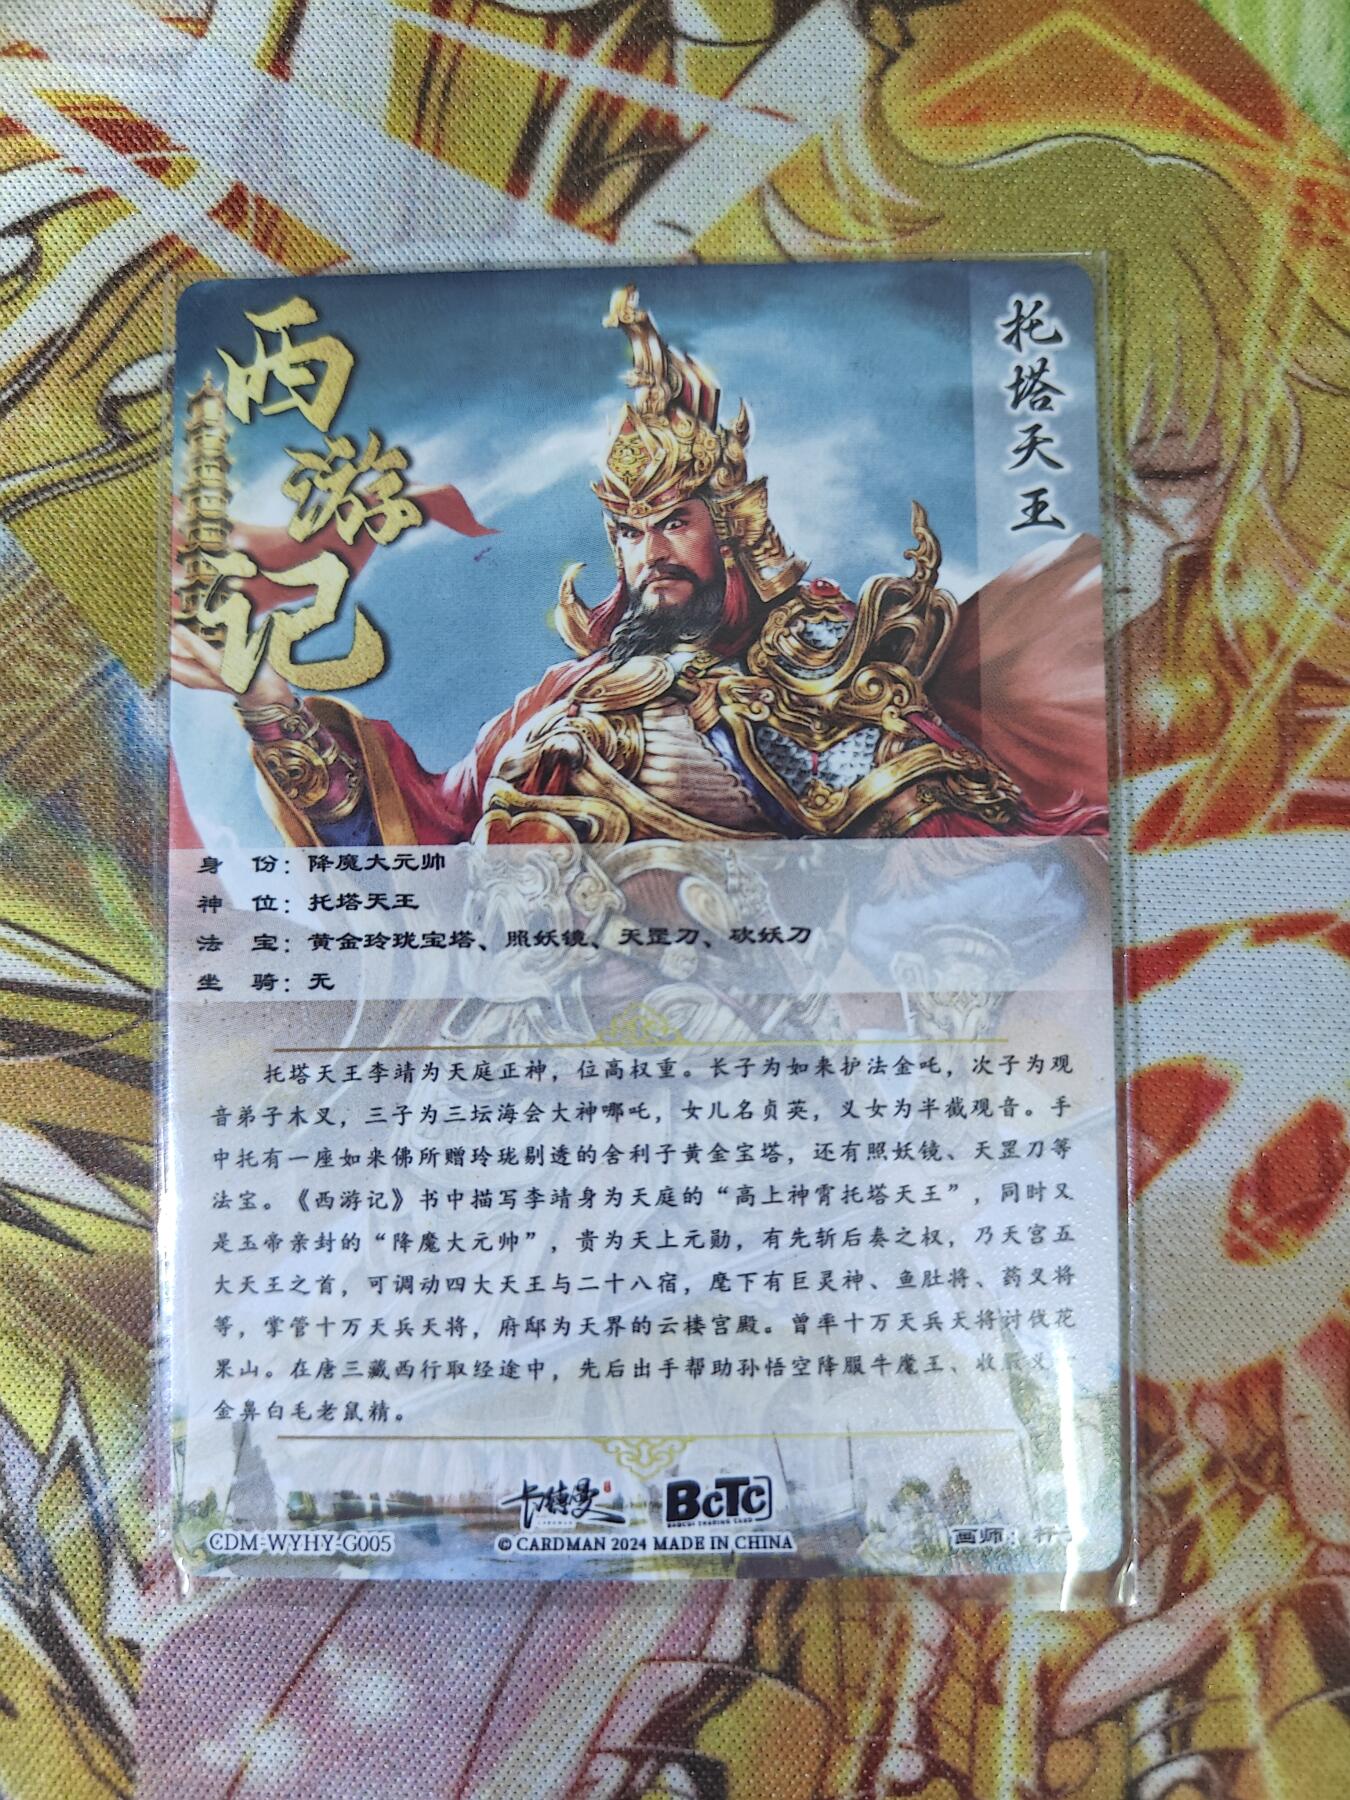 西游记
托塔天王
身 份：降魔大元帅
神 位：托塔天王
法 宝：黄金玲珑宝塔、照妖镜、天罡刀、砍妖刀
坐 骑：无
托塔天王李靖为天庭正神，位高权重。长子为如来护法金吒，次子为观
音弟子木叉，三子为三坛海会大神哪吒，女儿名贞英，义女为半截观音。手
中托有一座如来佛所赠玲珑剔透的舍利子黄金宝塔，还有照妖镜、天罡刀等
法宝。《西游记》书中描写李靖身为天庭的“高上神霄托塔天王”，同时又
是玉帝亲封的“降魔大元帅”，贵为天上元勋，有先斩后奏之权，乃天宫五
大天王之首，可调动四大天王与二十八宿，麾下有巨灵神、鱼肚将、药叉将
等，掌管十万天兵天将，府邸为天界的云楼宫殿。曾率十万天兵天将讨伐花
果山。在唐三藏西行取经途中，先后出手帮助孙悟空降服牛魔王、收
金鼻白毛老鼠精。
卡德曼
CARDMAN
BCTC
CDM-WYHY-G005
© CARDMAN 2024 MADE IN CHINA
画师：